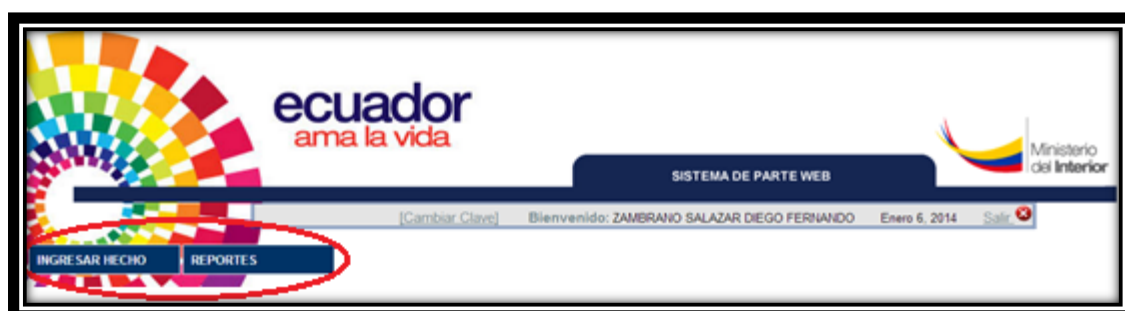 ecuador
ama la vida
Ministerio
del Interior
SISTEMA DE PARTE WEB
[Cambiar Clave] Bienvenido: ZAMBRANO SALAZAR DIEGO FERNANDO Enero 6, 2014 Salir
INGRESAR HECHO REPORTES